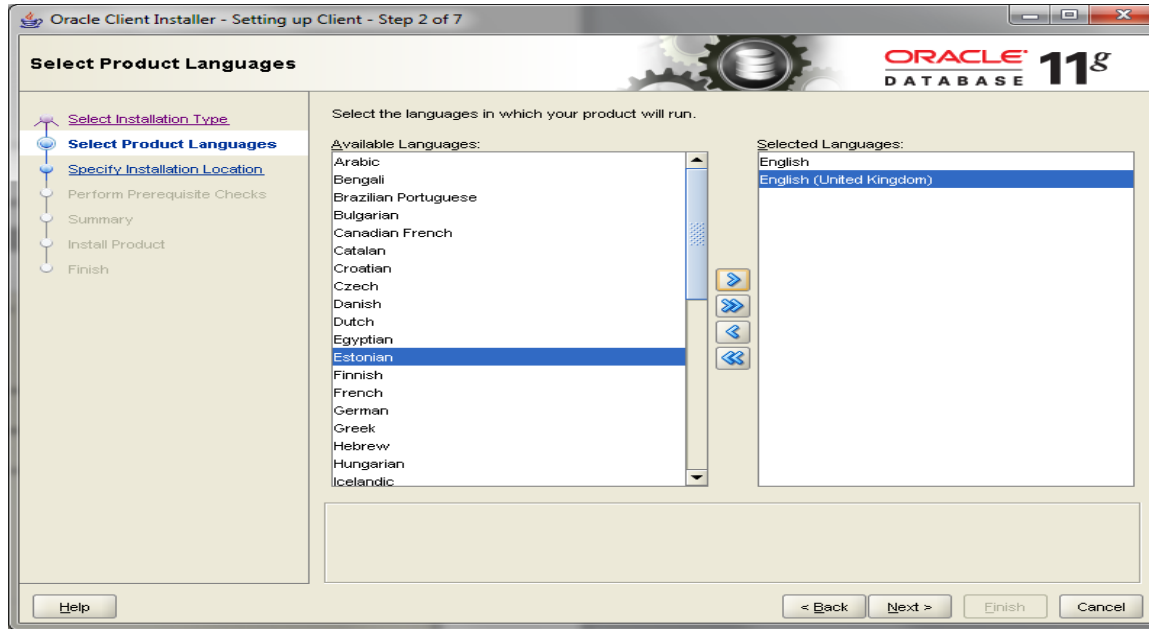 Oracle Client Installer - Setting up Client - Step 2 of 7
Select Product Languages
ORACLE
DATABASE
11g
Select Installation Type
Select Product Languages
Specify Installation Location
Perform Prerequisite Checks
Summary
Install Product
Finish
Select the languages in which your product will run.
Available Languages:
Arabic
Bengali
Brazilian Portuguese
Bulgarian
Canadian French
Catalan
Croatian
Czech
Danish
Dutch
Egyptian
Estonian
Finnish
French
German
Greek
Hebrew
Hungarian
Icelandic
Selected Languages:
English
English (United Kingdom)
Help
< Back
Next >
Finish
Cancel